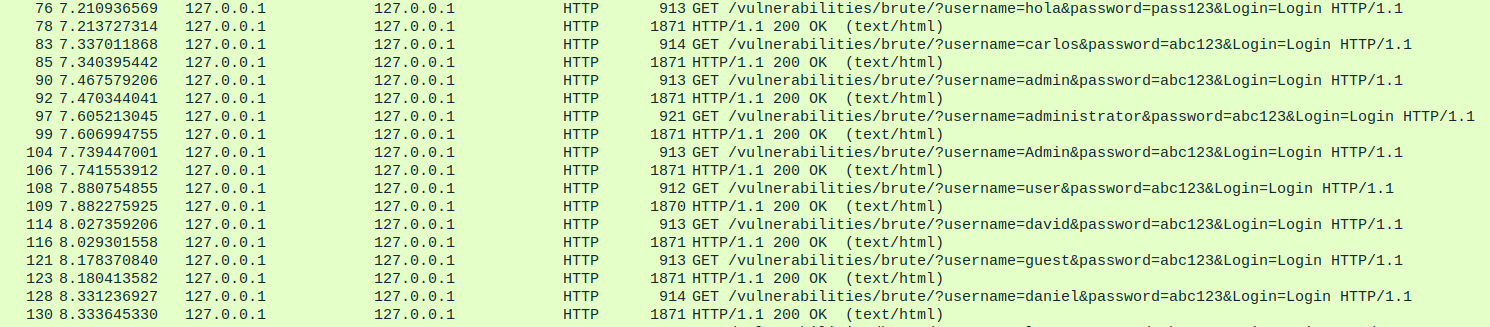 76 7.210936569 127.0.0.1 127.0.0.1 HTTP 913 GET /vulnerabilities/brute/?username=hola&password=pass123&Login=Login HTTP/1.1
78 7.213727314 127.0.0.1 127.0.0.1 HTTP 1871 HTTP/1.1 200 OK (text/html)
83 7.337011868 127.0.0.1 127.0.0.1 HTTP 914 GET /vulnerabilities/brute/?username=carlos&password=abc123&Login=Login HTTP/1.1
85 7.340395442 127.0.0.1 127.0.0.1 HTTP 1871 HTTP/1.1 200 OK (text/html)
90 7.467579206 127.0.0.1 127.0.0.1 HTTP 913 GET /vulnerabilities/brute/?username=admin&password=abc123&Login=Login HTTP/1.1
92 7.470344041 127.0.0.1 127.0.0.1 HTTP 1871 HTTP/1.1 200 OK (text/html)
97 7.605213045 127.0.0.1 127.0.0.1 HTTP 921 GET /vulnerabilities/brute/?username=administrator&password=abc123&Login=Login HTTP/1.1
99 7.606994755 127.0.0.1 127.0.0.1 HTTP 1871 HTTP/1.1 200 OK (text/html)
104 7.739447001 127.0.0.1 127.0.0.1 HTTP 913 GET /vulnerabilities/brute/?username=Admin&password=abc123&Login=Login HTTP/1.1
106 7.741553912 127.0.0.1 127.0.0.1 HTTP 1871 HTTP/1.1 200 OK (text/html)
108 7.880754855 127.0.0.1 127.0.0.1 HTTP 912 GET /vulnerabilities/brute/?username=user&password=abc123&Login=Login HTTP/1.1
109 7.882275925 127.0.0.1 127.0.0.1 HTTP 1870 HTTP/1.1 200 OK (text/html)
114 8.027359206 127.0.0.1 127.0.0.1 HTTP 913 GET /vulnerabilities/brute/?username=david&password=abc123&Login=Login HTTP/1.1
116 8.029301558 127.0.0.1 127.0.0.1 HTTP 1871 HTTP/1.1 200 OK (text/html)
121 8.178370840 127.0.0.1 127.0.0.1 HTTP 913 GET /vulnerabilities/brute/?username=guest&password=abc123&Login=Login HTTP/1.1
123 8.180413582 127.0.0.1 127.0.0.1 HTTP 1871 HTTP/1.1 200 OK (text/html)
128 8.331236927 127.0.0.1 127.0.0.1 HTTP 914 GET /vulnerabilities/brute/?username=daniel&password=abc123&Login=Login HTTP/1.1
130 8.333645330 127.0.0.1 127.0.0.1 HTTP 1871 HTTP/1.1 200 OK (text/html)